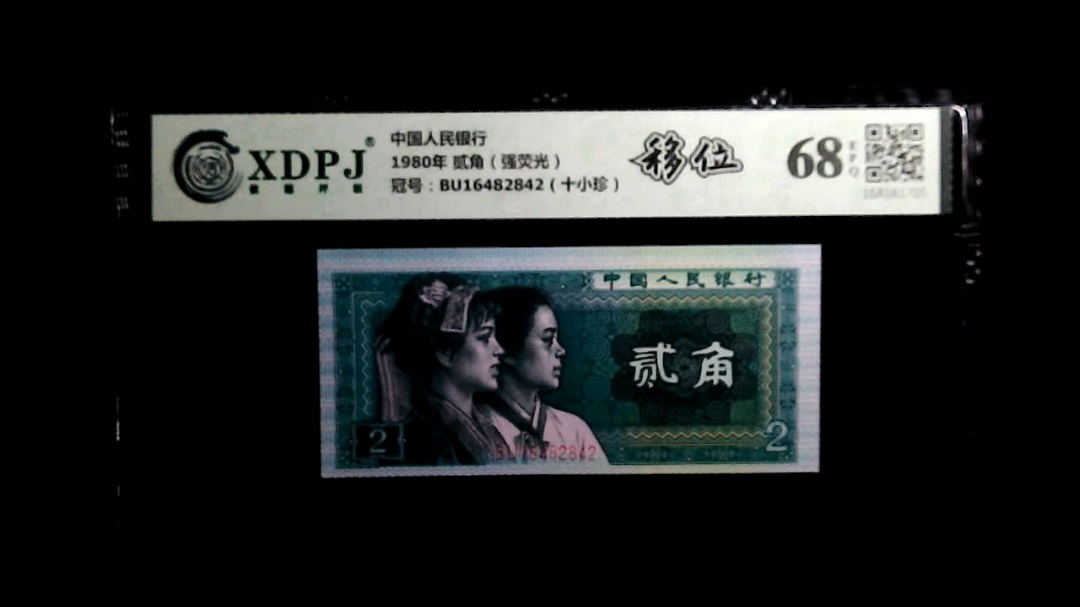 XDPJ®
中国人民银行
1980年 贰角（强荧光）
冠号：BU16482842（十小珍）
移位
68
EPQ
中国人民银行
贰角
2
2
BU16482842